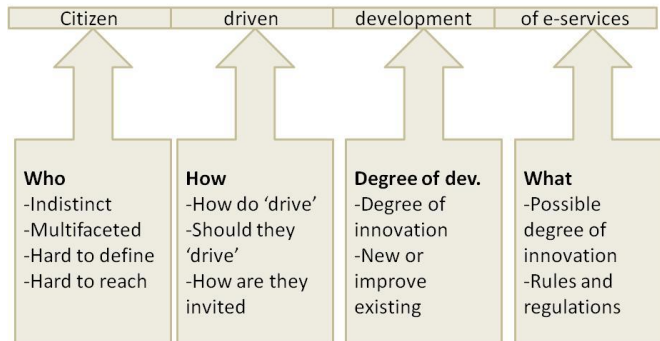 Citizen driven development of e-services
Who
-Indistinct
-Multifaceted
-Hard to define
-Hard to reach
How
-How do ‘drive’
-Should they
‘drive’
-How are they
invited
Degree of dev.
-Degree of
innovation
-New or
improve
existing
What
-Possible
degree of
innovation
-Rules and
regulations